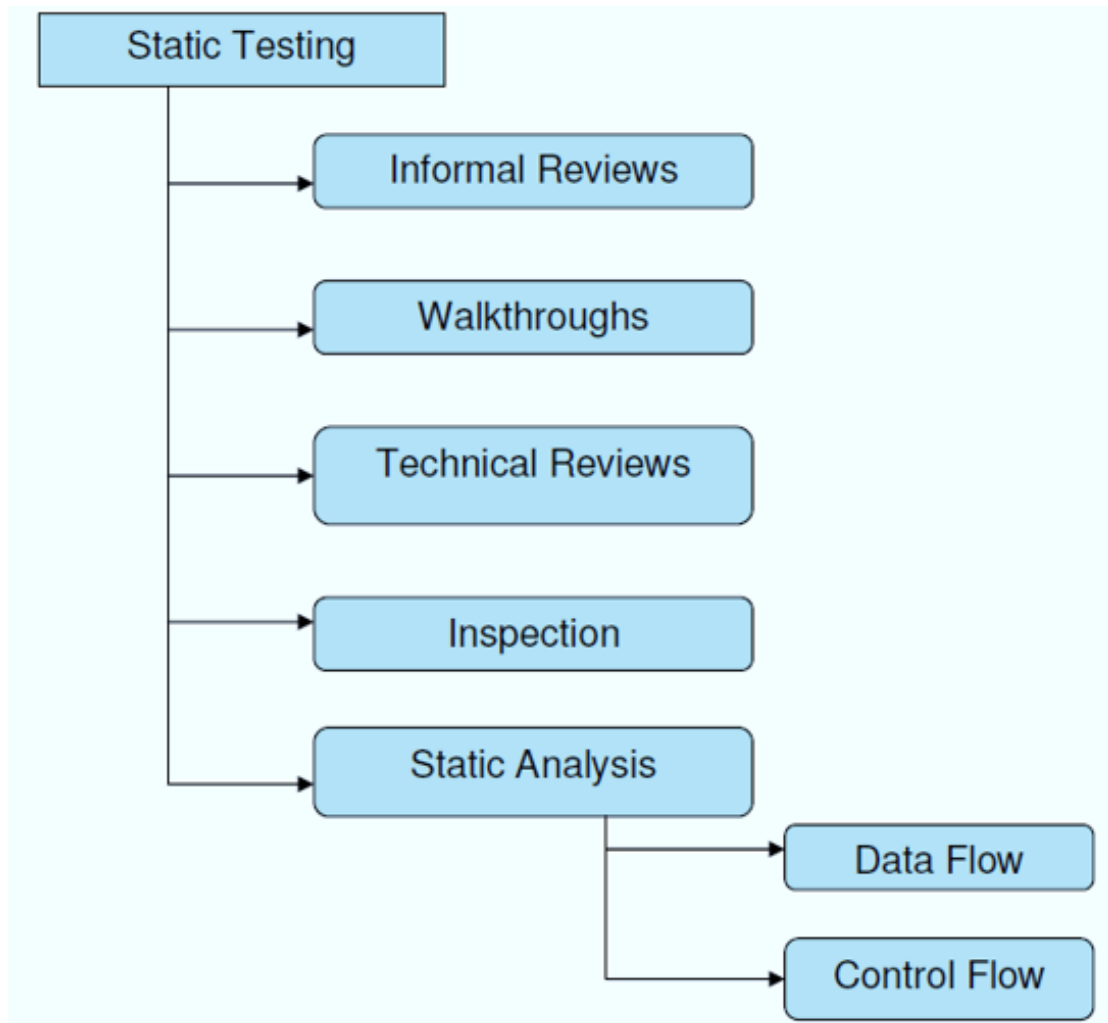 Static Testing
Informal Reviews
Walkthroughs
Technical Reviews
Inspection
Static Analysis
Data Flow
Control Flow